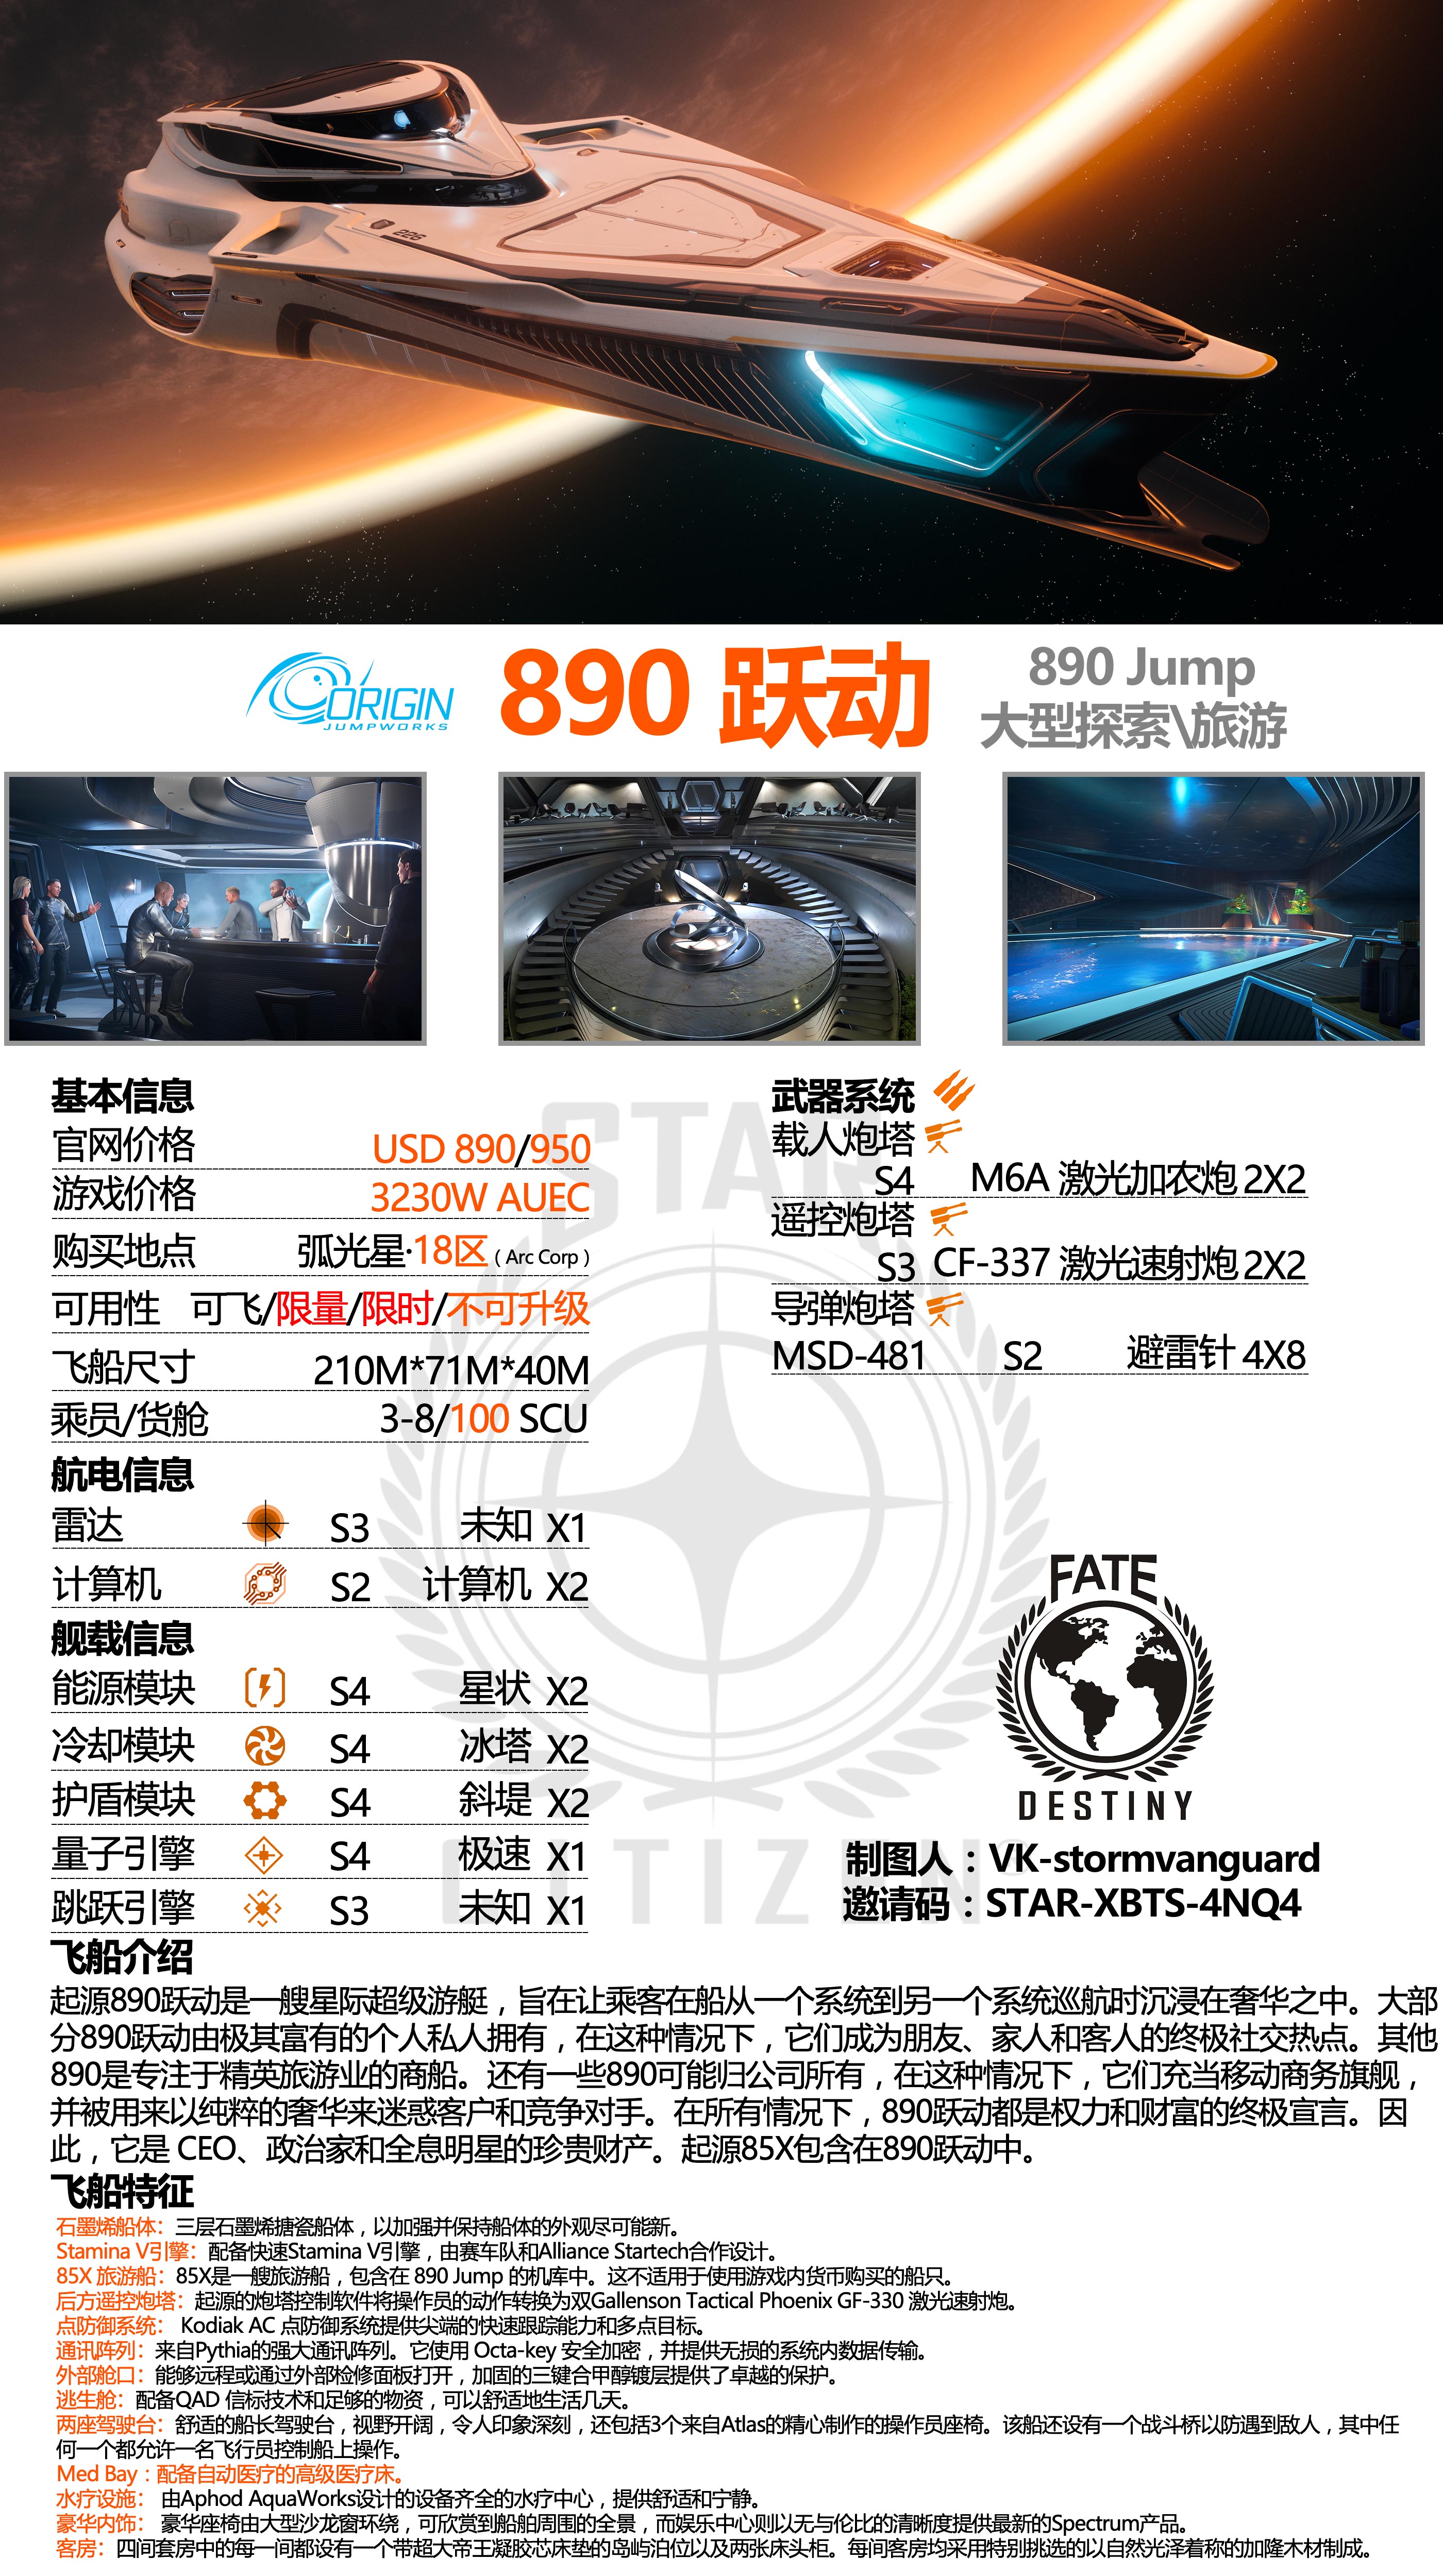 226
ORIGIN
JUMPWORKS
890 跃动
890 Jump
大型探索\旅游
基本信息
官网价格 USD 890/950
游戏价格 3230W AUEC
购买地点 弧光星·18区 ( Arc Corp )
可用性 可飞/限量/限时/不可升级
飞船尺寸 210M*71M*40M
乘员/货舱 3-8/100 SCU
武器系统
载人炮塔
S4 M6A 激光加农炮 2X2
遥控炮塔
S3 CF-337 激光速射炮 2X2
导弹炮塔
MSD-481 S2 避雷针 4X8
航电信息
雷达 S3 未知 X1
计算机 S2 计算机 X2
舰载信息
能源模块 S4 星状 X2
冷却模块 S4 冰塔 X2
护盾模块 S4 斜堤 X2
量子引擎 S4 极速 X1
跳跃引擎 S3 未知 X1
STAR
CITIZEN
FATE
DESTINY
制图人：VK-stormvanguard
邀请码：STAR-XBTS-4NQ4
飞船介绍
起源890跃动是一艘星际超级游艇，旨在让乘客在船从一个系统到另一个系统巡航时沉浸在奢华之中。大部
分890跃动由极其富有的个人私人拥有，在这种情况下，它们成为朋友、家人和客人的终极社交热点。其他
890是专注于精英旅游业的商船。还有一些890可能归公司所有，在这种情况下，它们充当移动商务旗舰，
并被用来以纯粹的奢华来迷惑客户和竞争对手。在所有情况下，890跃动都是权力和财富的终极宣言。因
此，它是 CEO、政治家和全息明星的珍贵财产。起源85X包含在890跃动中。
飞船特征
石墨烯船体：三层石墨烯搪瓷船体，以加强并保持船体的外观尽可能新。
Stamina V引擎：配备快速Stamina V引擎，由赛车队和Alliance Startech合作设计。
85X 旅游船：85X是一艘旅游船，包含在 890 Jump 的机库中。这不适用于使用游戏内货币购买的船只。
后方遥控炮塔：起源的炮塔控制软件将操作员的动作转换为双Gallenson Tactical Phoenix GF-330 激光速射炮。
点防御系统： Kodiak AC 点防御系统提供尖端的快速跟踪能力和多点目标。
通讯阵列：来自Pythia的强大通讯阵列。它使用 Octa-key 安全加密，并提供无损的系统内数据传输。
外部舱口：能够远程或通过外部检修面板打开，加固的三键合甲醇镀层提供了卓越的保护。
逃生舱：配备QAD 信标技术和足够的物资，可以舒适地生活几天。
两座驾驶台：舒适的船长驾驶台，视野开阔，令人印象深刻，还包括3个来自Atlas的精心制作的操作员座椅。该船还设有一个战斗桥以防遇到敌人，其中任
何一个都允许一名飞行员控制船上操作。
Med Bay：配备自动医疗的高级医疗床。
水疗设施： 由Aphod AquaWorks设计的设备齐全的水疗中心，提供舒适和宁静。
豪华内饰： 豪华座椅由大型沙龙窗环绕，可欣赏到船舶周围的全景，而娱乐中心则以无与伦比的清晰度提供最新的Spectrum产品。
客房：四间套房中的每一间都设有一个带超大帝王凝胶芯床垫的岛屿泊位以及两张床头柜。每间客房均采用特别挑选的以自然光泽着称的加隆木材制成。